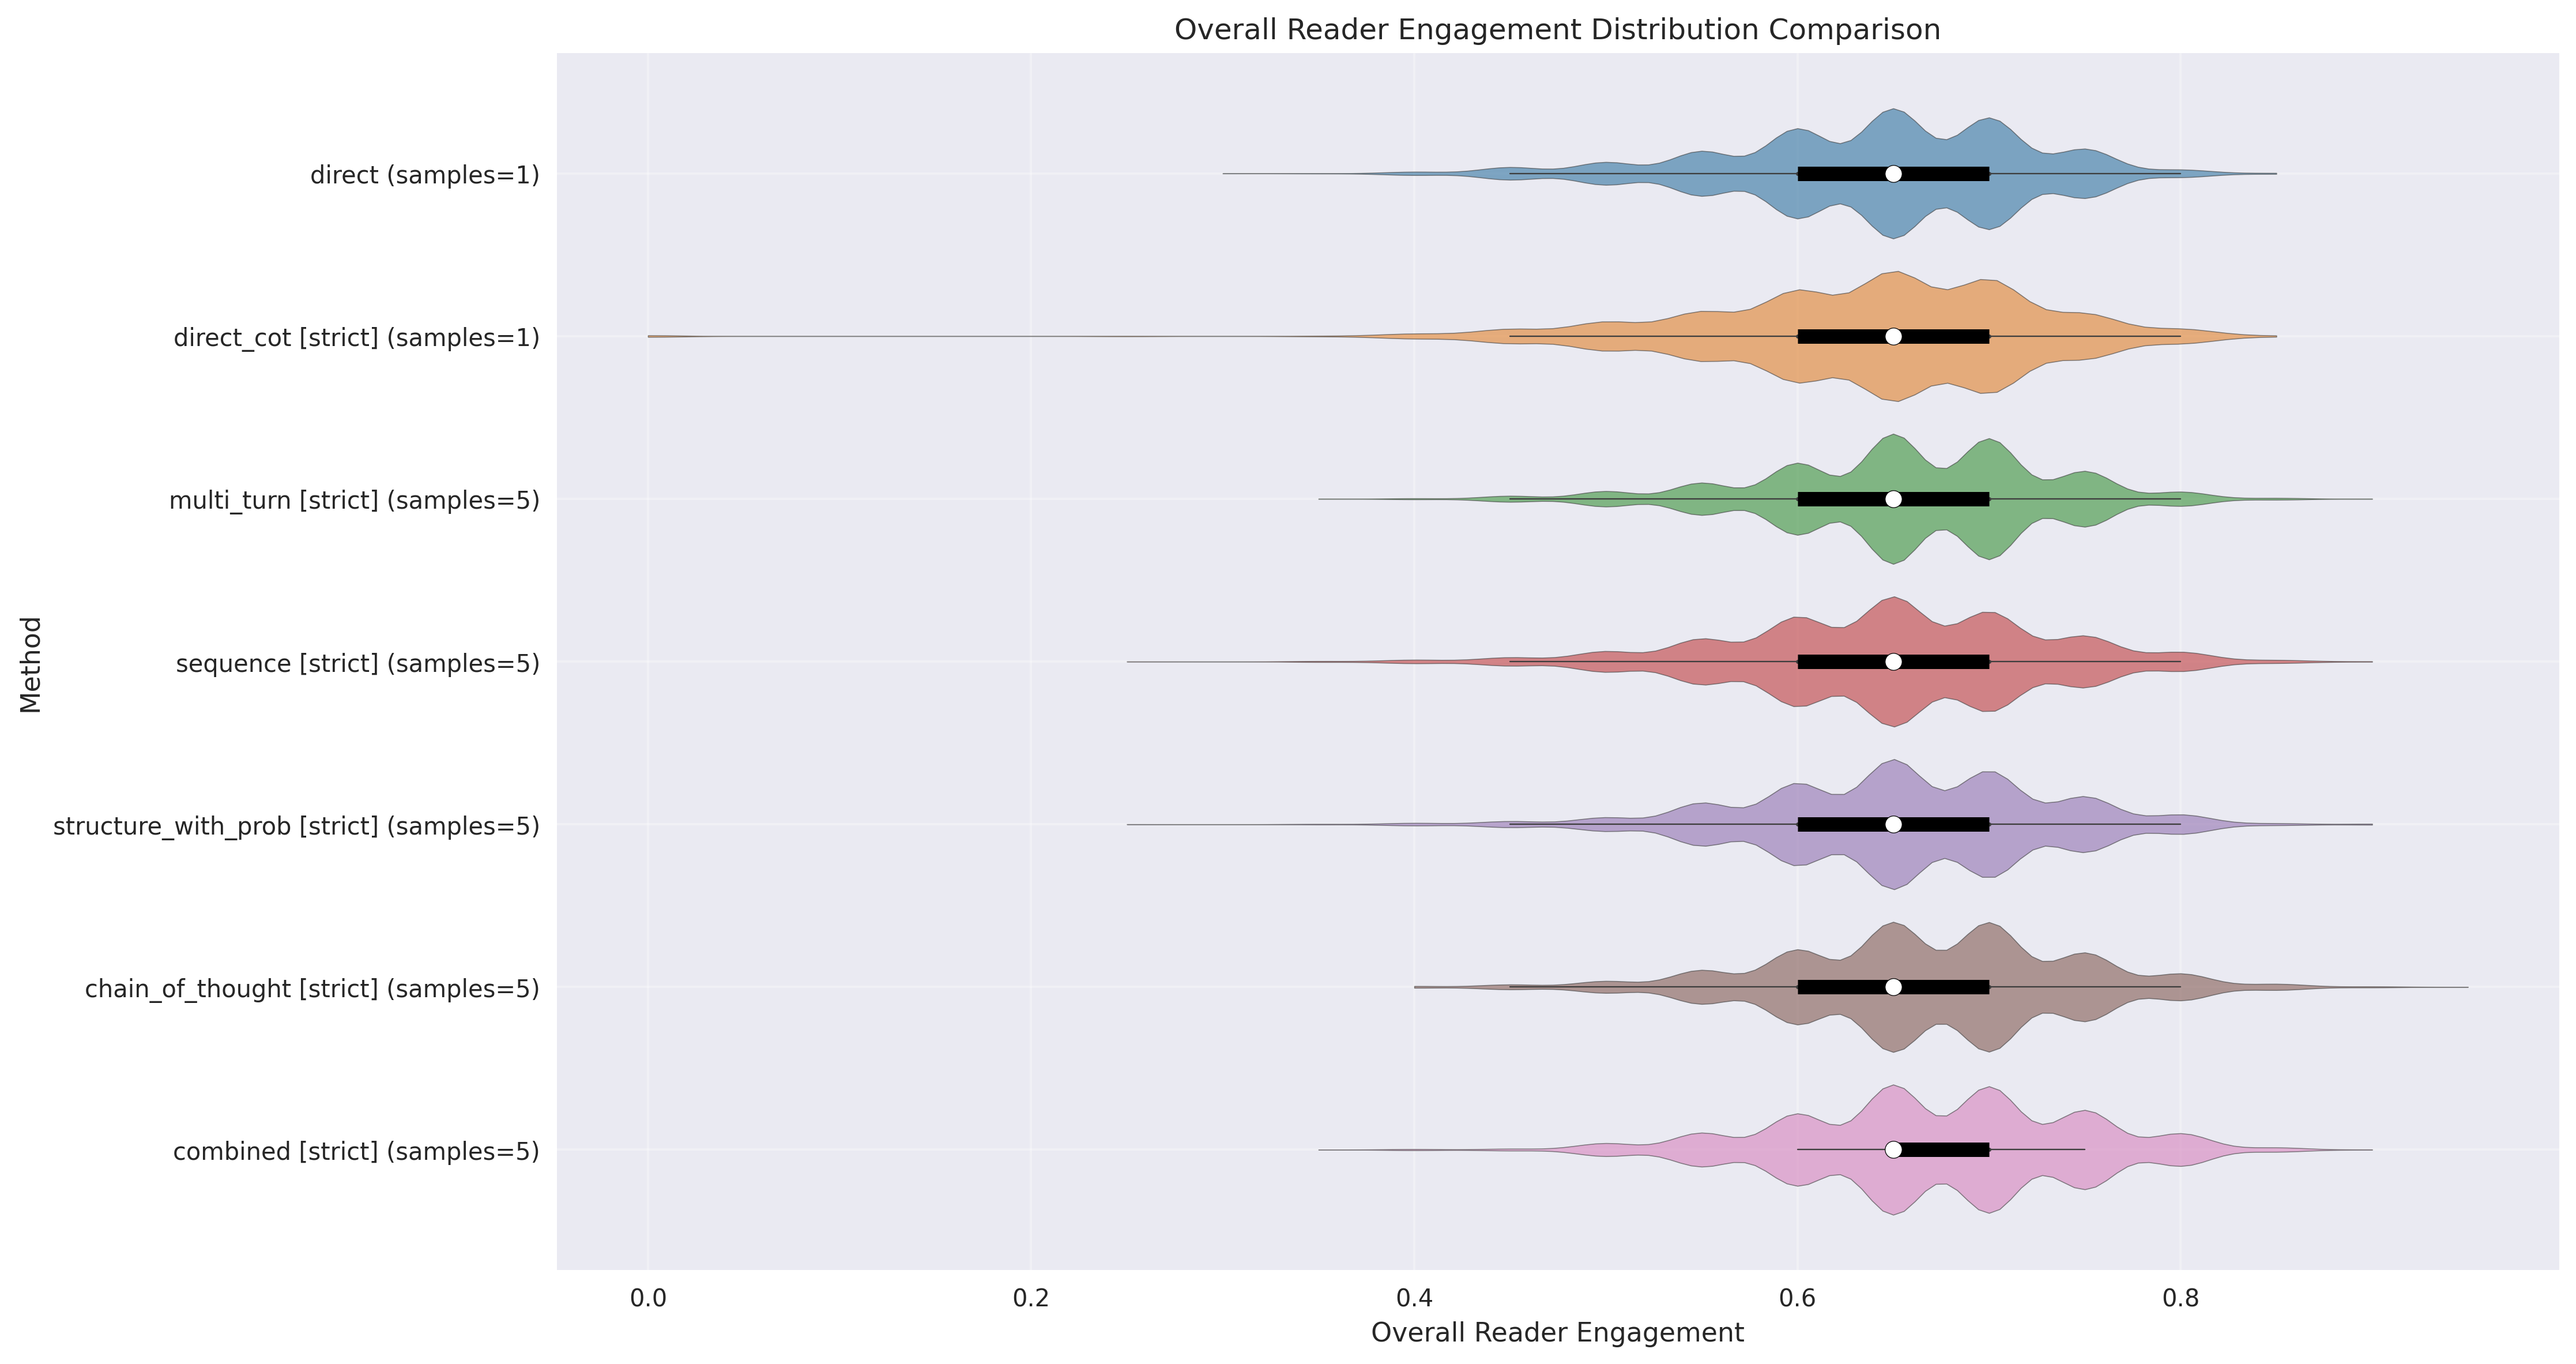 Overall Reader Engagement Distribution Comparison
Method
direct (samples=1)
direct_cot [strict] (samples=1)
multi_turn [strict] (samples=5)
sequence [strict] (samples=5)
structure_with_prob [strict] (samples=5)
chain_of_thought [strict] (samples=5)
combined [strict] (samples=5)
0.0 0.2 0.4 0.6 0.8
Overall Reader Engagement